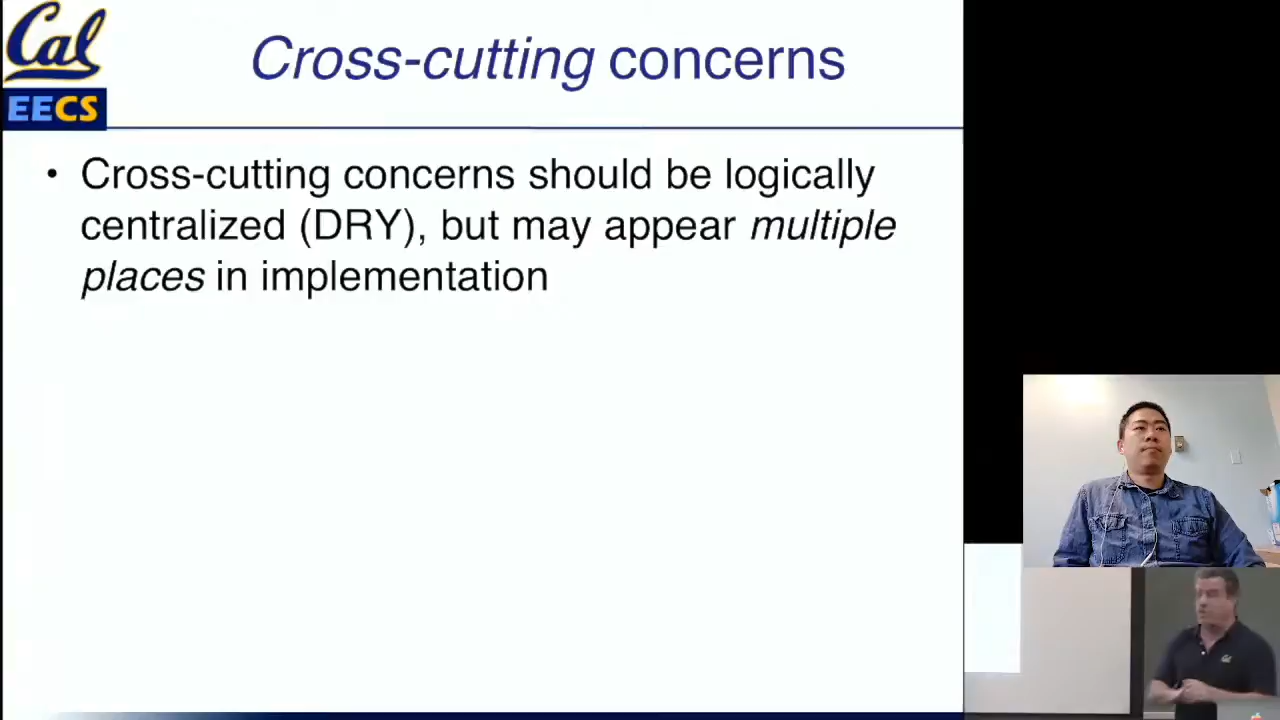 Cal
EECS
Cross-cutting concerns
• Cross-cutting concerns should be logically
centralized (DRY), but may appear multiple
places in implementation
Cal